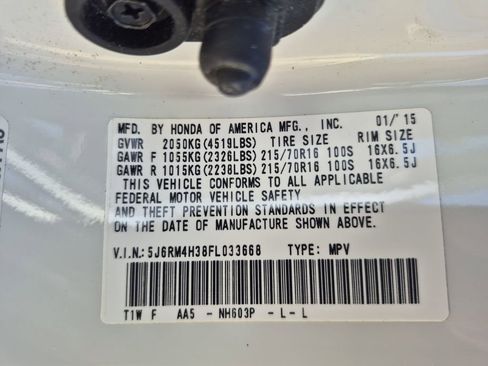 MFD. BY HONDA OF AMERICA MFG., INC. 01/'15
GVWR 2050KG(4519LBS) TIRE SIZE RIM SIZE
GAWR F 1055KG(2326LBS) 215/70R16 100S 16X6.5J
GAWR R 1015KG(2238LBS) 215/70R16 100S 16X6.5J
THIS VEHICLE CONFORMS TO ALL APPLICABLE
FEDERAL MOTOR VEHICLE SAFETY
AND THEFT PREVENTION STANDARDS IN EFFECT
ON THE DATE OF MANUFACTURE SHOWN ABOVE.
V.I.N: 5J6RM4H38FL033668 TYPE: MPV
T1W F AA5 - NH603P - L - L